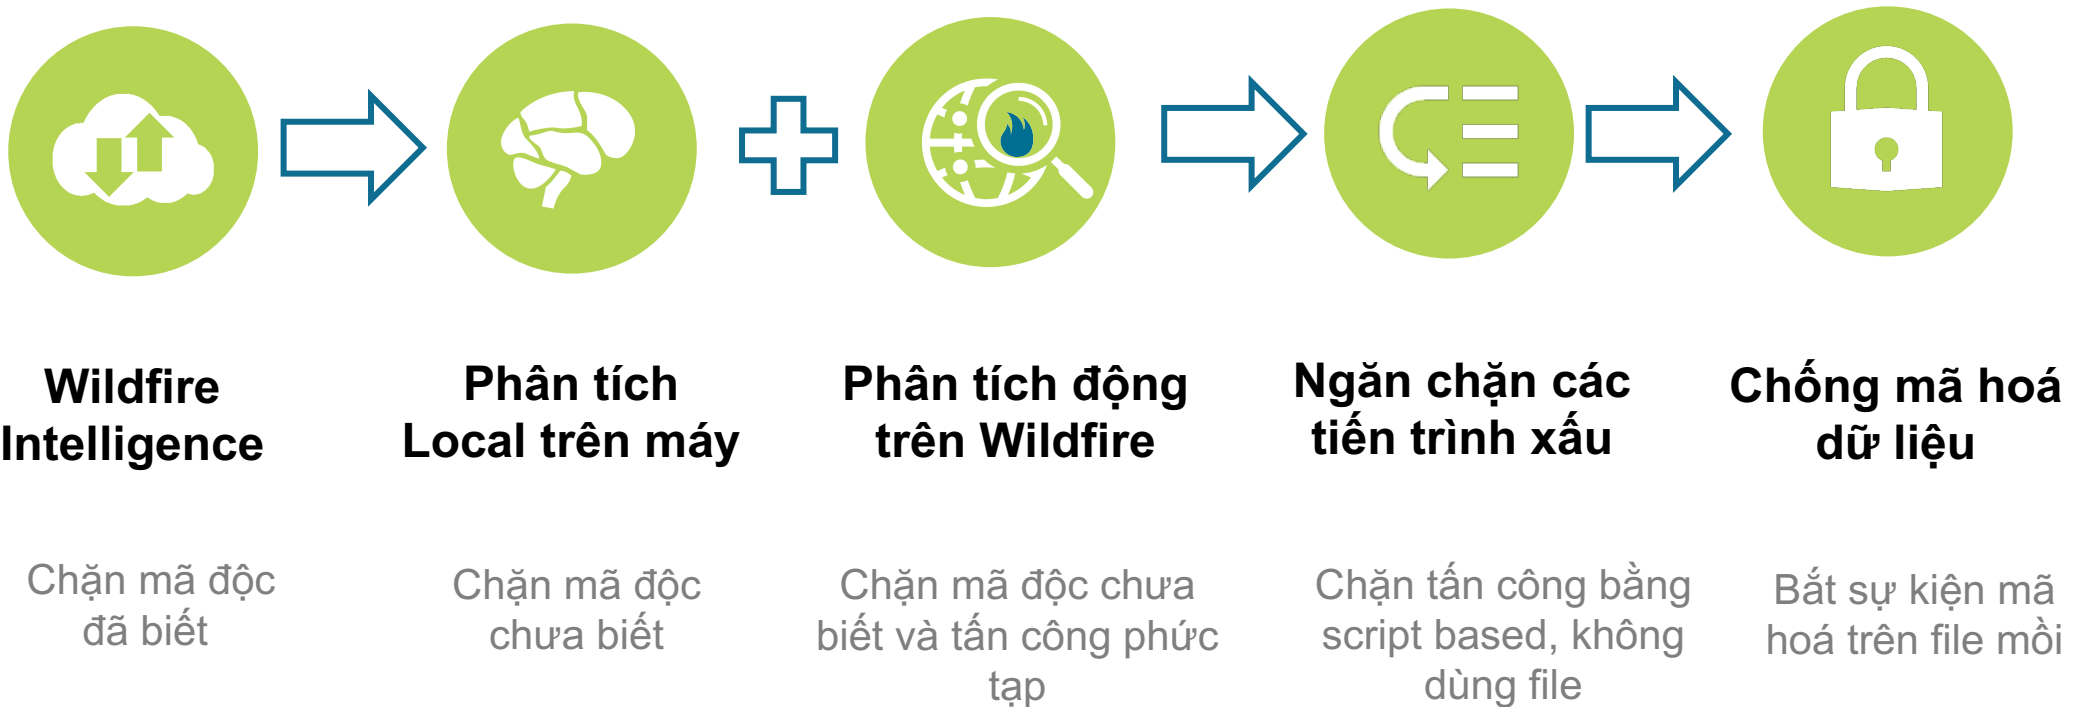 Wildfire
Intelligence
Chặn mã độc
đã biết
Phân tích
Local trên máy
Chặn mã độc
chưa biết
Phân tích động
trên Wildfire
Chặn mã độc chưa
biết và tấn công phức
tạp
Ngăn chặn các
tiến trình xấu
Chặn tấn công bằng
script based, không
dùng file
Chống mã hoá
dữ liệu
Bắt sự kiện mã
hoá trên file mồi